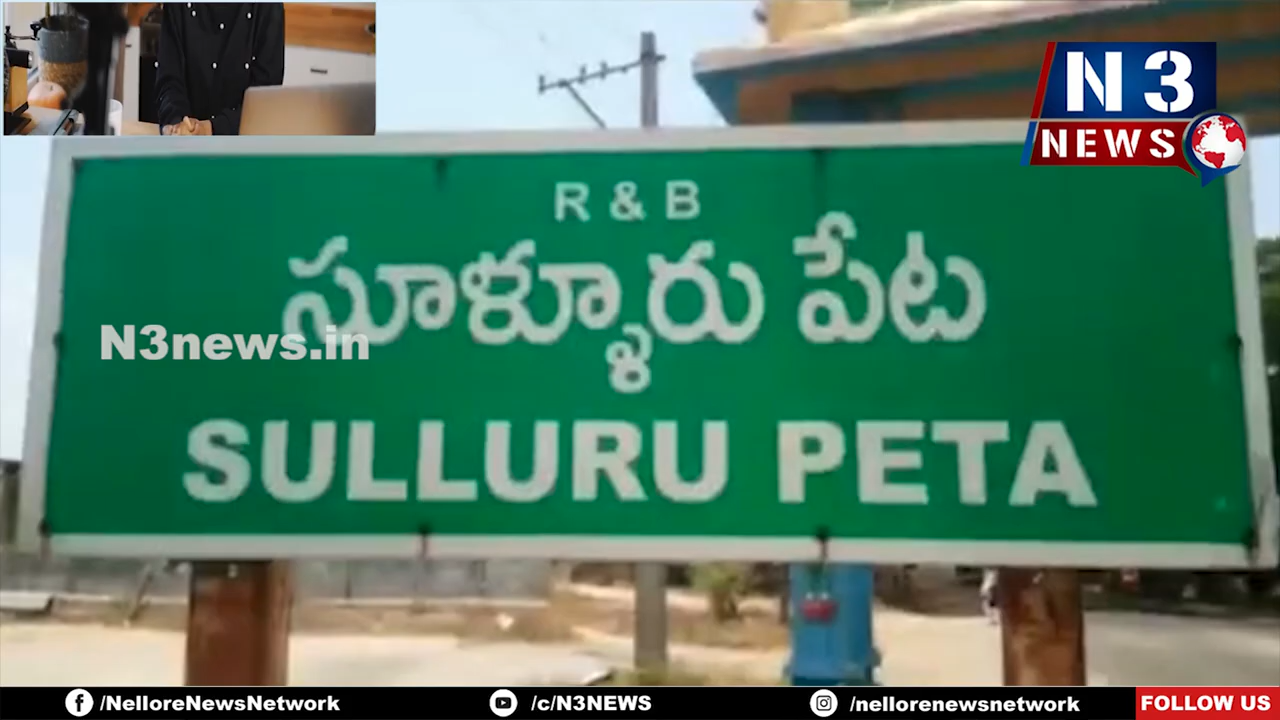 N3
NEWS
R & B
సూళ్ళూరు పేట
N3news.in
SULLURU PETA
/NelloreNewsNetwork
/c/N3NEWS
/nellorenewsnetwork
FOLLOW US